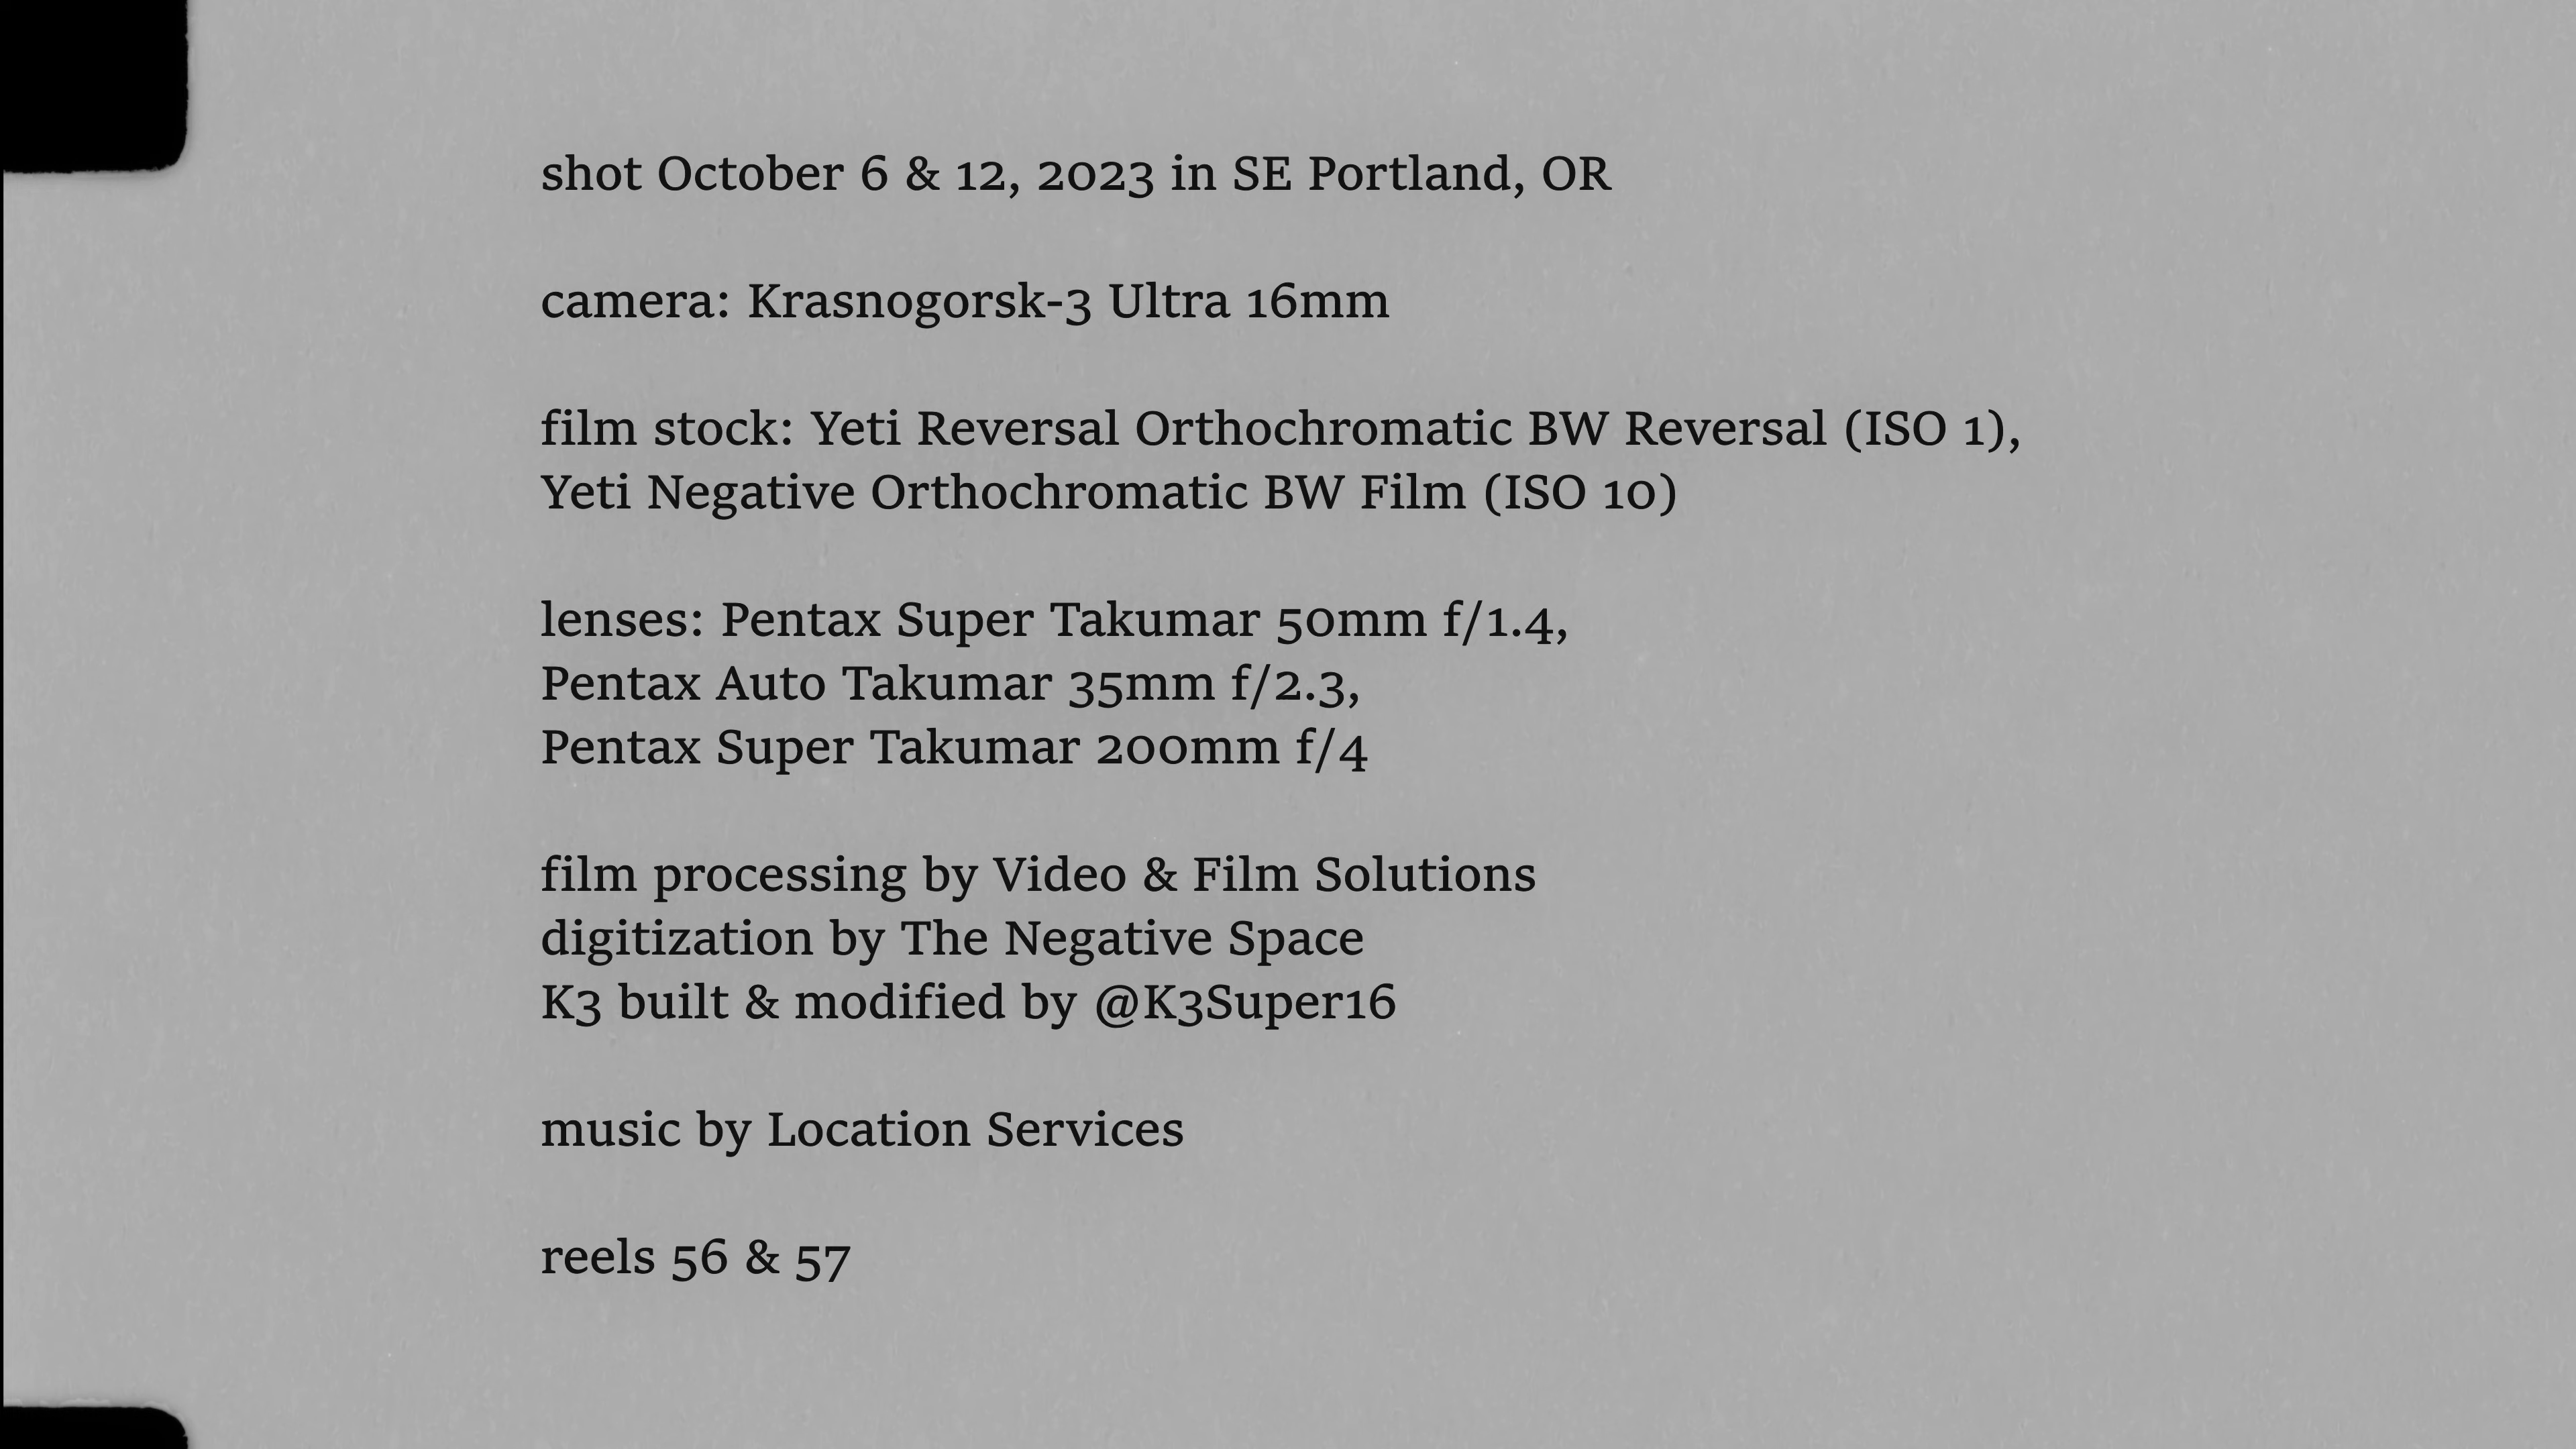 shot October 6 & 12, 2023 in SE Portland, OR
camera: Krasnogorsk-3 Ultra 16mm
film stock: Yeti Reversal Orthochromatic BW Reversal (ISO 1),
Yeti Negative Orthochromatic BW Film (ISO 10)
lenses: Pentax Super Takumar 50mm f/1.4,
Pentax Auto Takumar 35mm f/2.3,
Pentax Super Takumar 200mm f/4
film processing by Video & Film Solutions
digitization by The Negative Space
K3 built & modified by @K3Super16
music by Location Services
reels 56 & 57